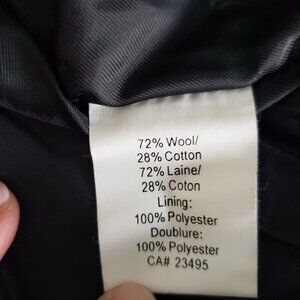 72% Wool/
28% Cotton
72% Laine/
28% Coton
Lining:
100% Polyester
Doublure:
100% Polyester
CA# 23495